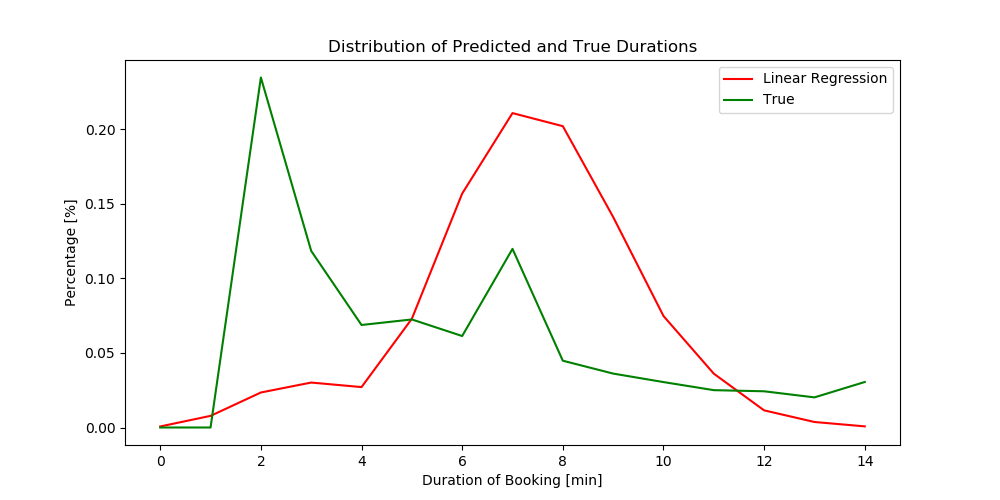 Distribution of Predicted and True Durations
Linear Regression
True
Percentage [%]
0.20
0.15
0.10
0.05
0.00
0 2 4 6 8 10 12 14
Duration of Booking [min]